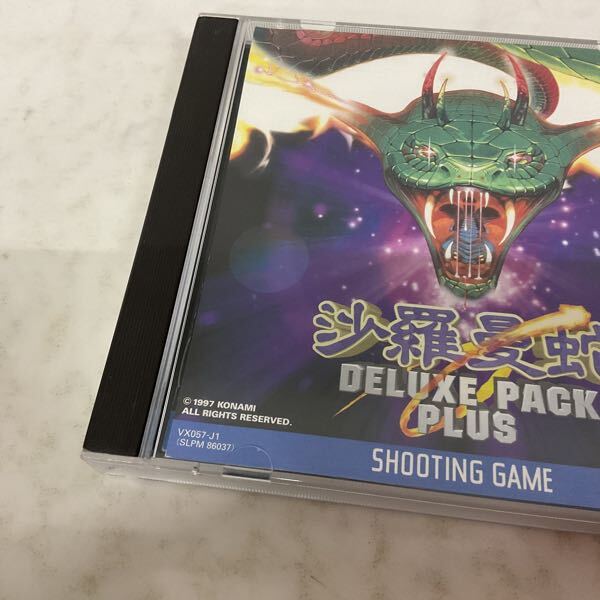 沙羅曼蛇
DELUXE PACK
PLUS
© 1997 KONAMI
ALL RIGHTS RESERVED.
VX057-J1
(SLPM 86037)
SHOOTING GAME